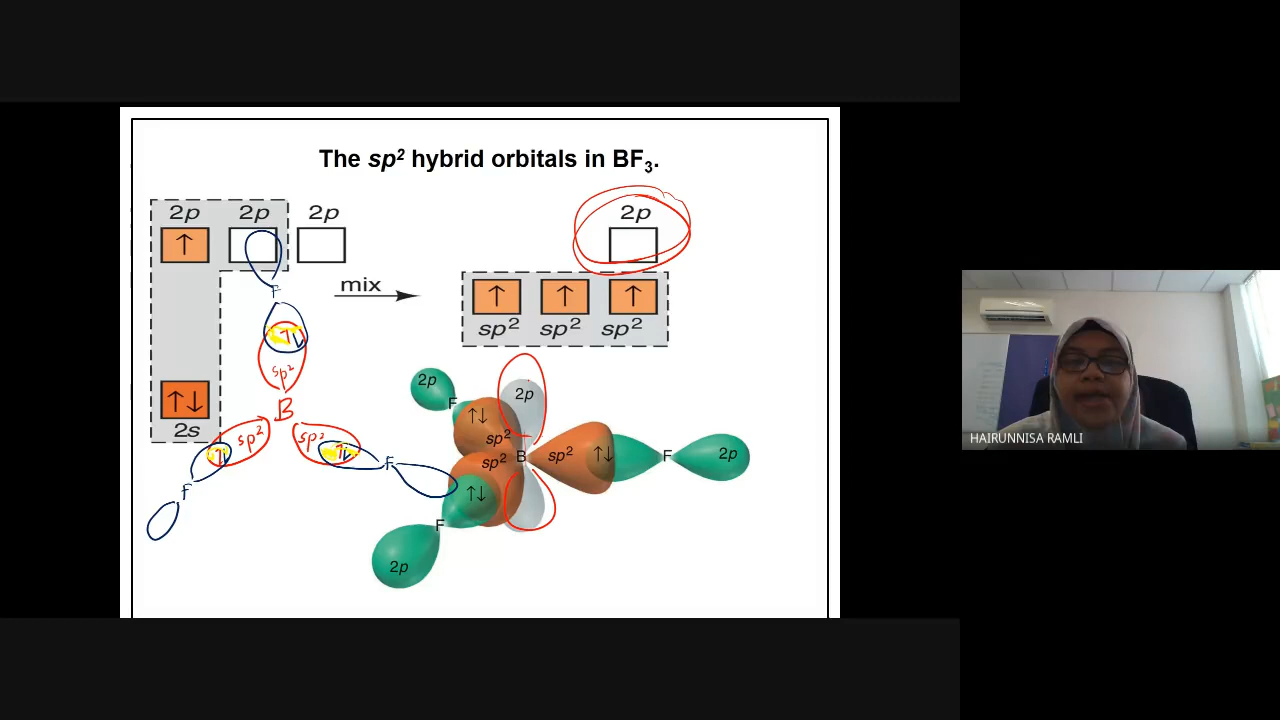 The sp² hybrid orbitals in BF₃.
2p 2p 2p
↑
mix
2s
↑↓
2p
↑ ↑ ↑
sp² sp² sp²
F
↑↓
sp²
B
sp² sp²
↑↓ ↑↓
F F
2p 2p
F ↑↓
sp²
sp² B sp² ↑↓ F 2p
↑↓
F
2p
HAIRUNNISA RAMLI